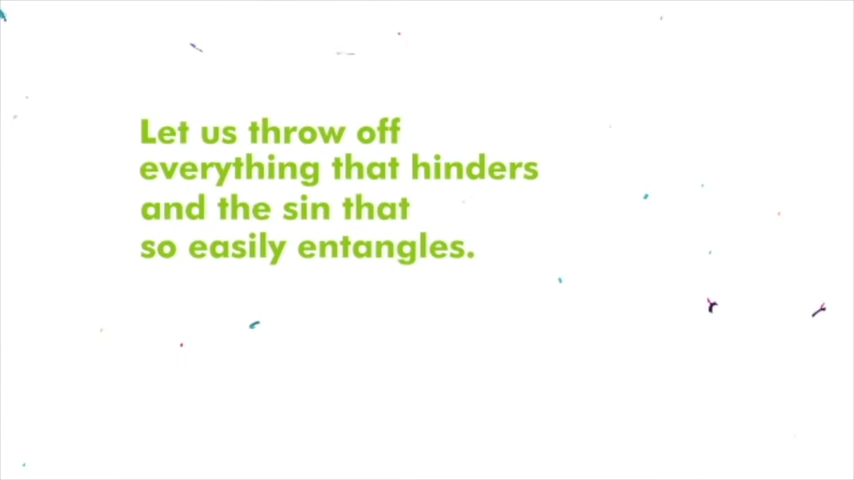 Let us throw off
everything that hinders
and the sin that
so easily entangles.